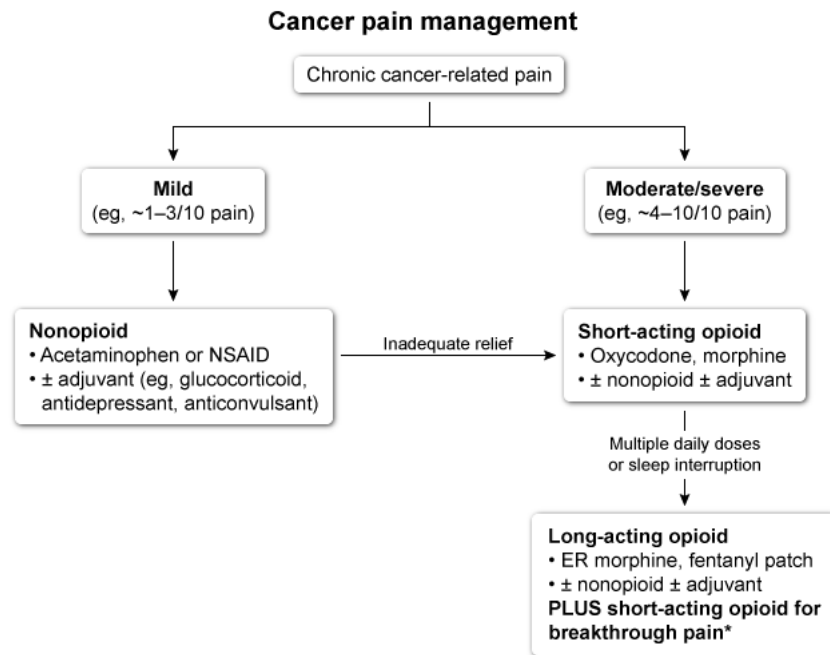 Cancer pain management
Chronic cancer-related pain
Mild
(eg, ~1–3/10 pain)
Moderate/severe
(eg, ~4–10/10 pain)
Nonopioid
• Acetaminophen or NSAID
• ± adjuvant (eg, glucocorticoid,
antidepressant, anticonvulsant)
Inadequate relief
Short-acting opioid
• Oxycodone, morphine
• ± nonopioid ± adjuvant
Multiple daily doses
or sleep interruption
Long-acting opioid
• ER morphine, fentanyl patch
• ± nonopioid ± adjuvant
PLUS short-acting opioid for
breakthrough pain*